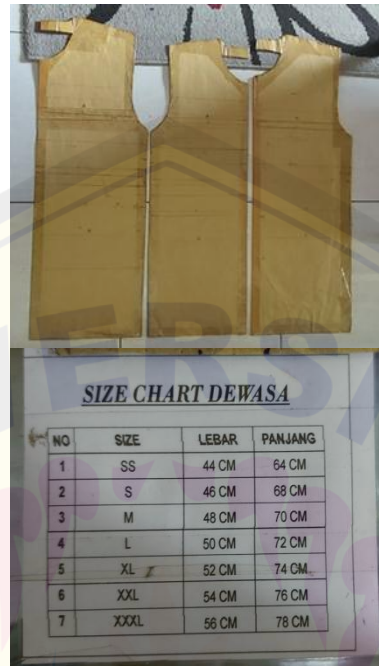 SIZE CHART DEWASA
NO SIZE LEBAR PANJANG
1 SS 44 CM 64 CM
2 S 46 CM 68 CM
3 M 48 CM 70 CM
4 L 50 CM 72 CM
5 XL 52 CM 74 CM
6 XXL 54 CM 76 CM
7 XXXL 56 CM 78 CM